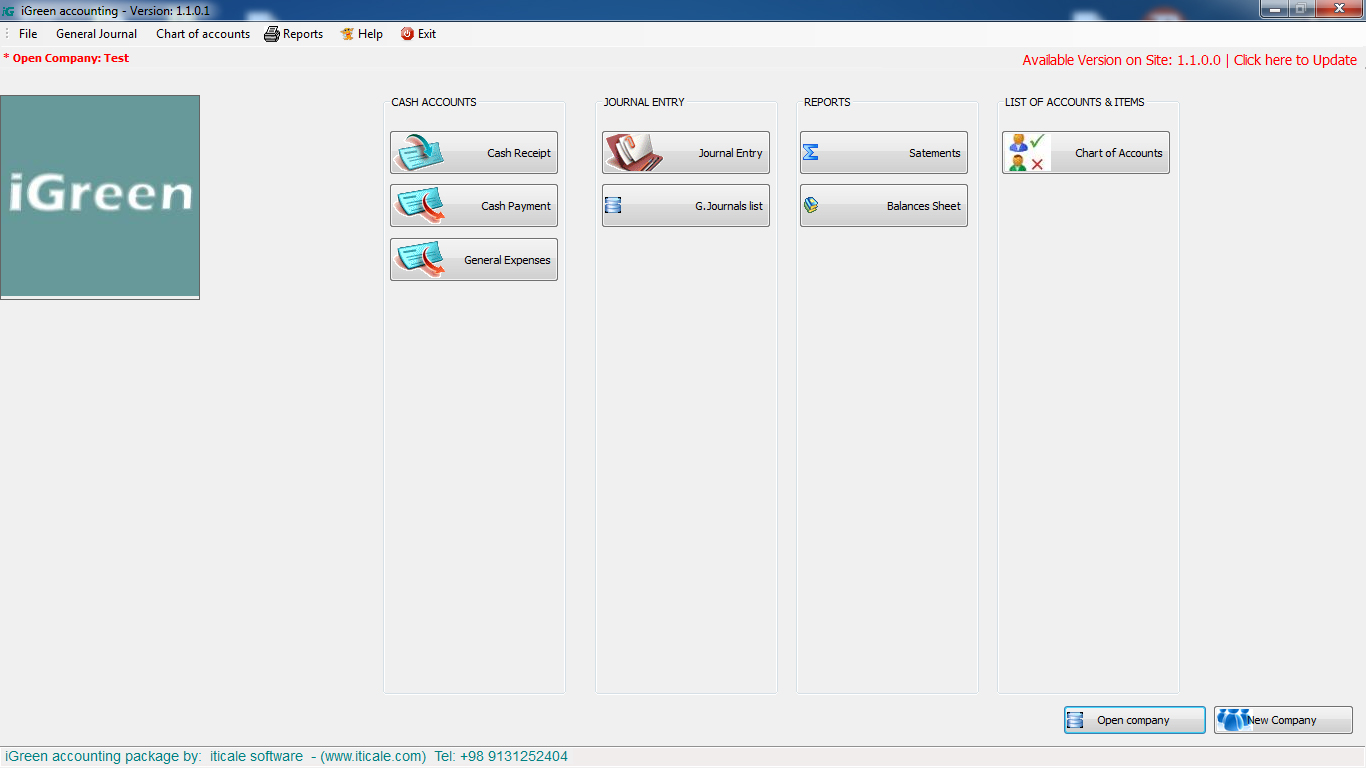 iG iGreen accounting - Version: 1.1.0.1
File General Journal Chart of accounts Reports Help Exit
* Open Company: Test
Available Version on Site: 1.1.0.0 | Click here to Update
iGreen
CASH ACCOUNTS
Cash Receipt
Cash Payment
General Expenses
JOURNAL ENTRY
Journal Entry
G.Journals list
REPORTS
Satements
Balances Sheet
LIST OF ACCOUNTS & ITEMS
Chart of Accounts
Open company
New Company
iGreen accounting package by: iticale software - (www.iticale.com) Tel: +98 9131252404